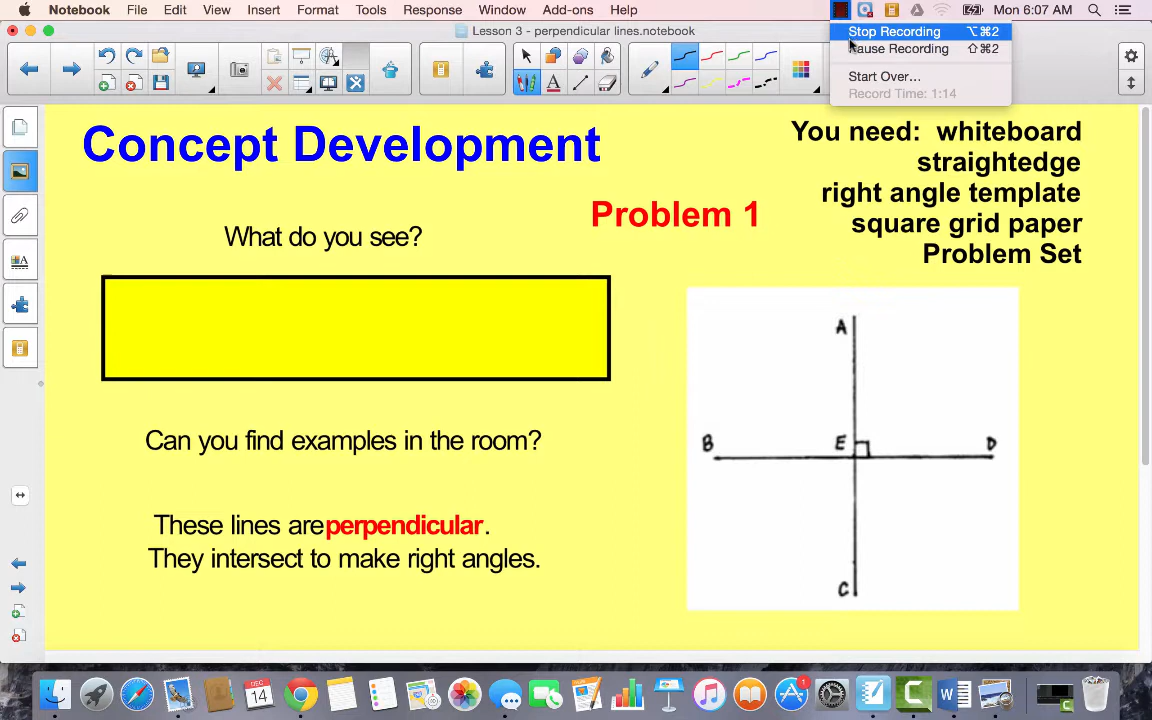 Notebook File Edit View Insert Format Tools Response Window Add-ons Help Mon 6:07 AM
Lesson 3 - perpendicular lines.notebook
Stop Recording ⌥⌘2
Pause Recording ⇧⌘2
Start Over...
Record Time: 1:14
Concept Development
You need: whiteboard
straightedge
right angle template
square grid paper
Problem Set
Problem 1
What do you see?
A
B E D
C
Can you find examples in the room?
These lines are perpendicular.
They intersect to make right angles.
DEC
14
1